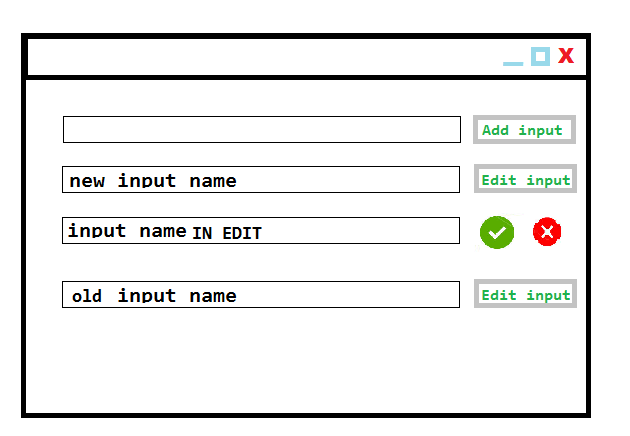 X
Add input
new input name Edit input
input name IN EDIT
old input name Edit input